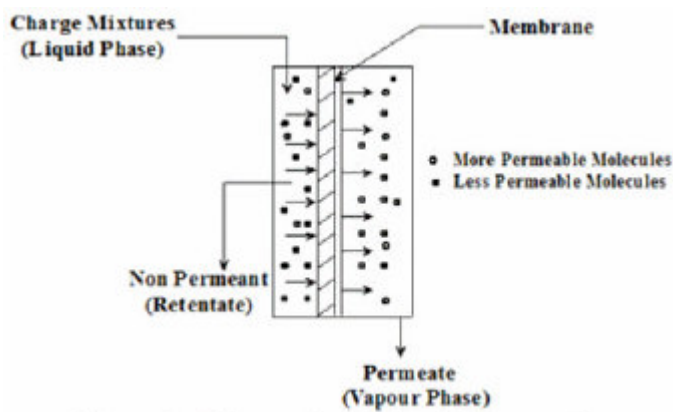 Charge Mixtures
(Liquid Phase)
Membrane
More Permeable Molecules
Less Permeable Molecules
Non Permeant
(Retentate)
Permeate
(Vapour Phase)